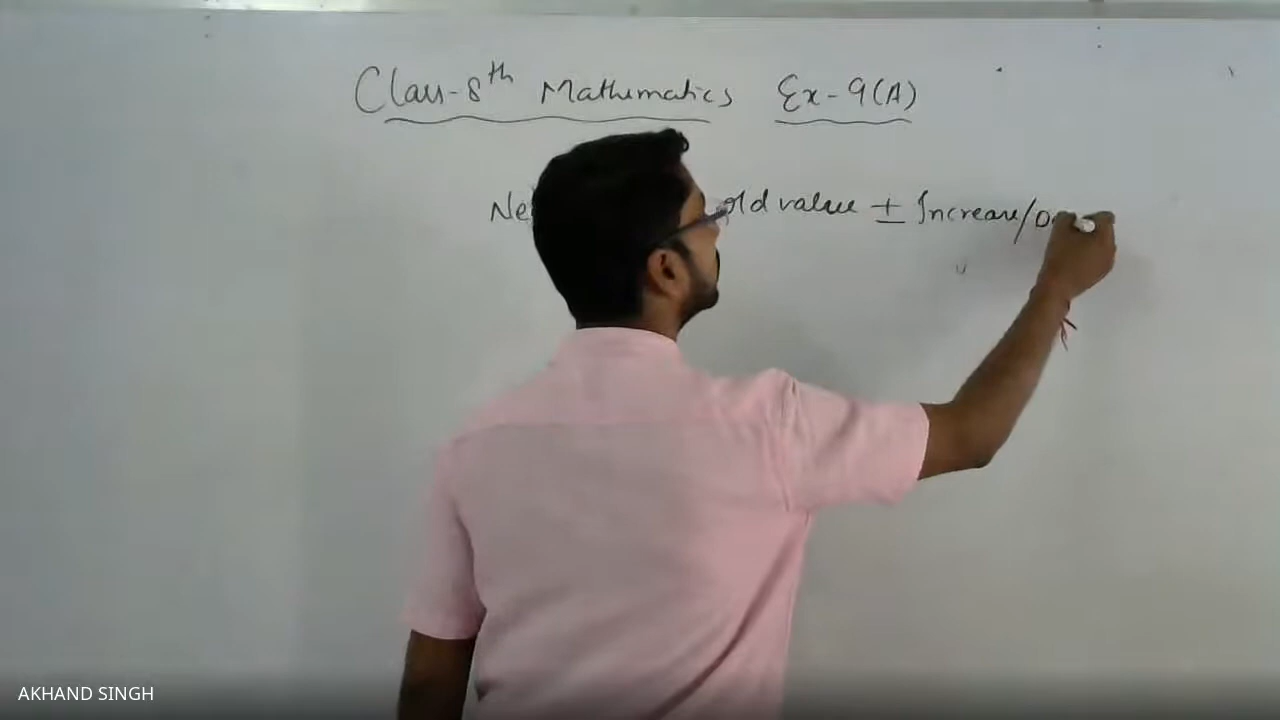 Class-8th Mathematics Ex-9(A)
old value ± Increase/
AKHAND SINGH